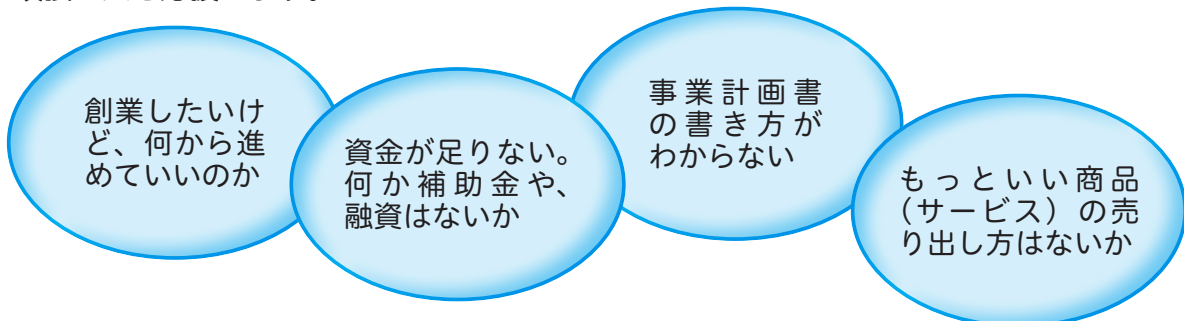 創業したいけ
ど、何から進
めていいのか
資金が足りない。
何か補助金や、
融資はないか
事業計画書
の書き方が
わからない
もっといい商品
（サービス）の売
り出し方はないか